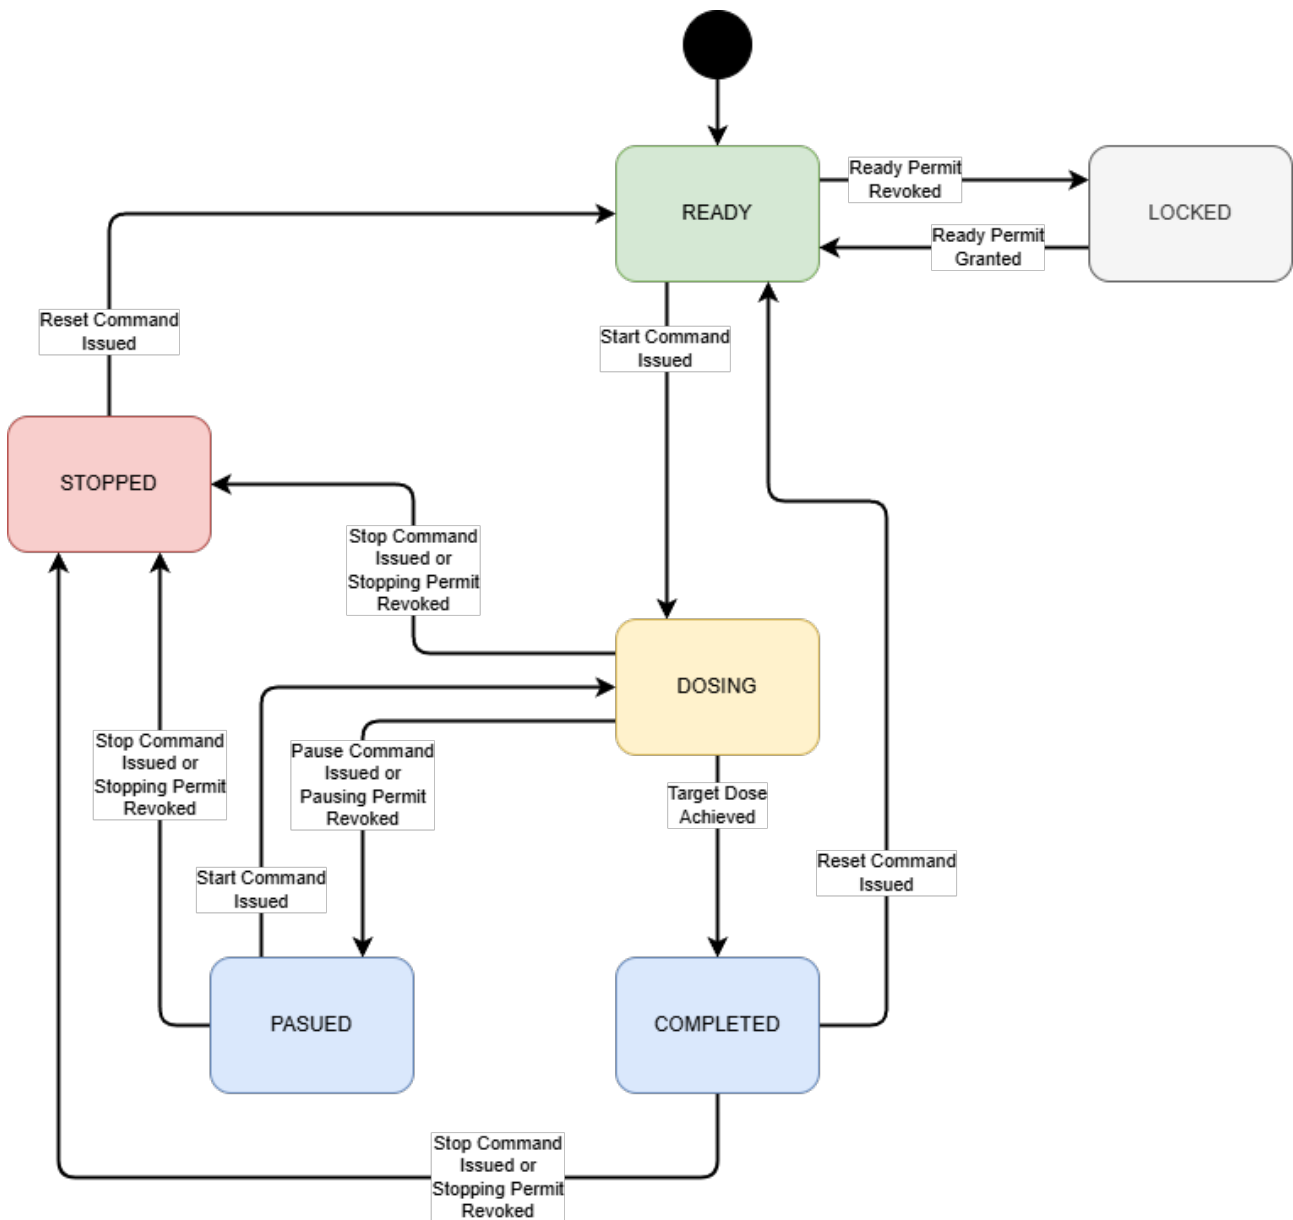 READY
Ready Permit
Revoked
LOCKED
Ready Permit
Granted
Reset Command
Issued
Start Command
Issued
STOPPED
Stop Command
Issued or
Stopping Permit
Revoked
DOSING
Stop Command
Issued or
Stopping Permit
Revoked
Pause Command
Issued or
Pausing Permit
Revoked
Target Dose
Achieved
Start Command
Issued
Reset Command
Issued
PASUED
COMPLETED
Stop Command
Issued or
Stopping Permit
Revoked